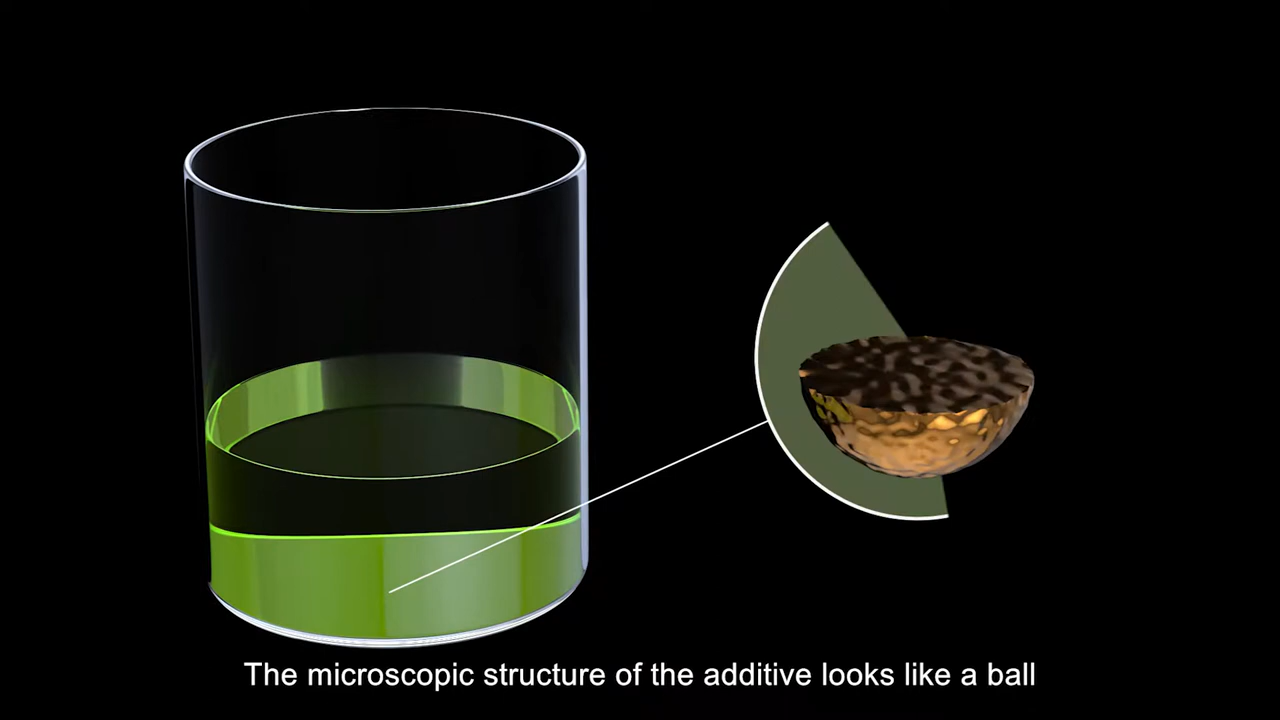 The microscopic structure of the additive looks like a ball